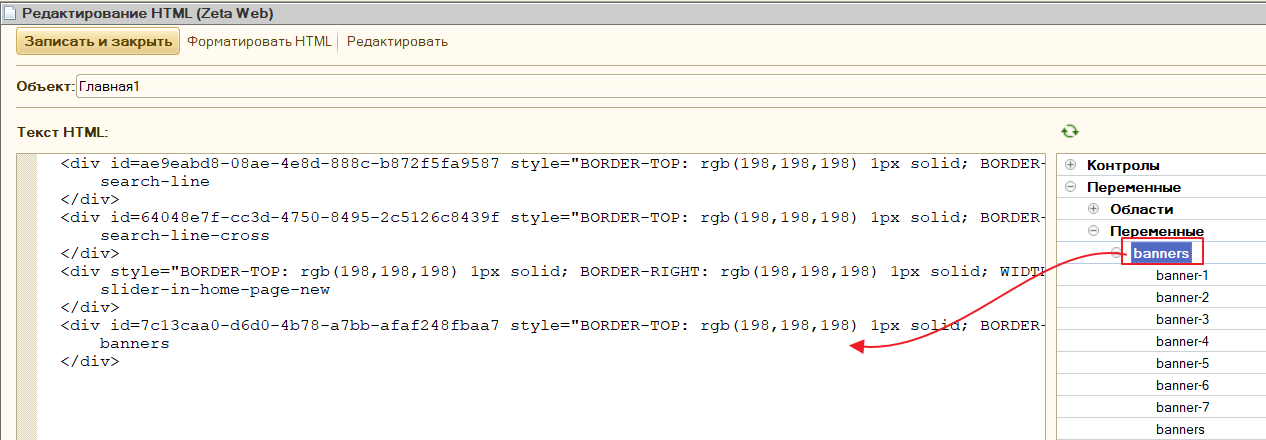 Редактирование HTML (Zeta Web)
Записать и закрыть Форматировать HTML Редактировать
Объект: Главная1
Текст HTML:
<div id=ae9eabd8-08ae-4e8d-888c-b872f5fa9587 style="BORDER-TOP: rgb(198,198,198) 1px solid; BORDER-
search-line
</div>
<div id=64048e7f-cc3d-4750-8495-2c5126c8439f style="BORDER-TOP: rgb(198,198,198) 1px solid; BORDER-
search-line-cross
</div>
<div style="BORDER-TOP: rgb(198,198,198) 1px solid; BORDER-RIGHT: rgb(198,198,198) 1px solid; WIDTH
slider-in-home-page-new
</div>
<div id=7c13caa0-d6d0-4b78-a7bb-afaf248fbaa7 style="BORDER-TOP: rgb(198,198,198) 1px solid; BORDER-
banners
</div>
Контролы
Переменные
Области
Переменные
banners
banner-1
banner-2
banner-3
banner-4
banner-5
banner-6
banner-7
banners